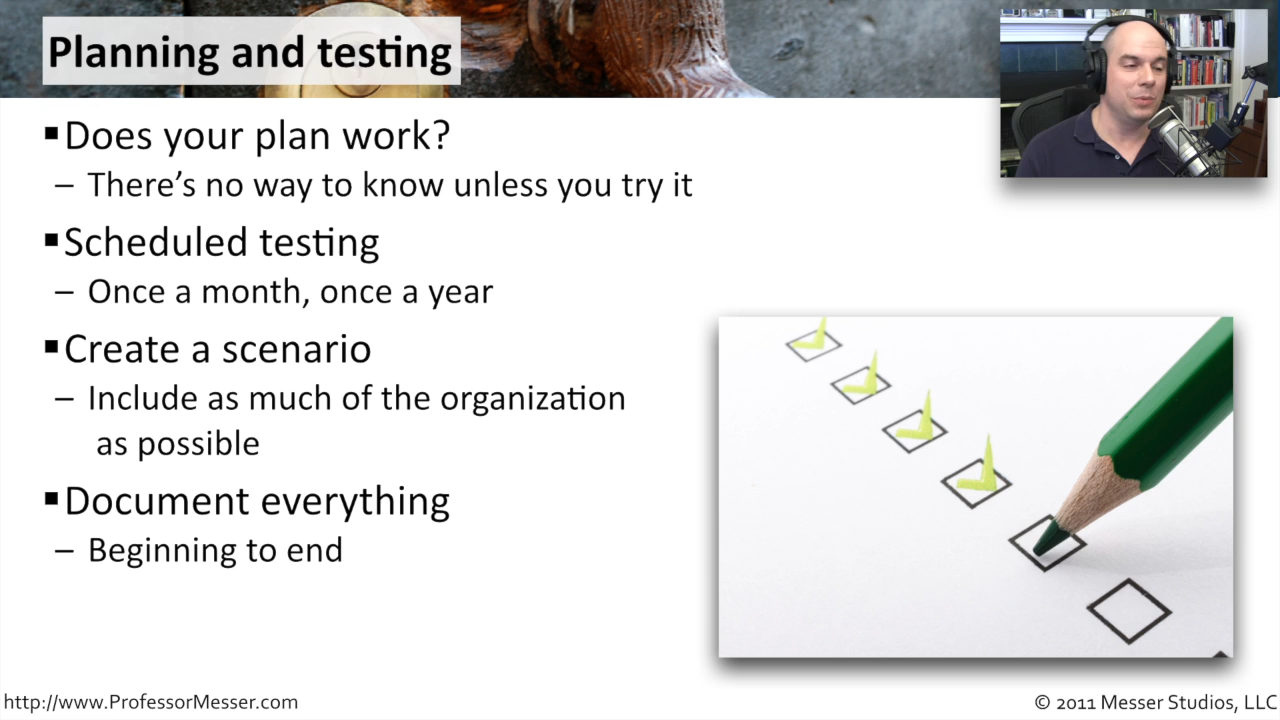 Planning and testing
▪Does your plan work?
– There's no way to know unless you try it
▪Scheduled testing
– Once a month, once a year
▪Create a scenario
– Include as much of the organization
as possible
▪Document everything
– Beginning to end
http://www.ProfessorMesser.com
© 2011 Messer Studios, LLC